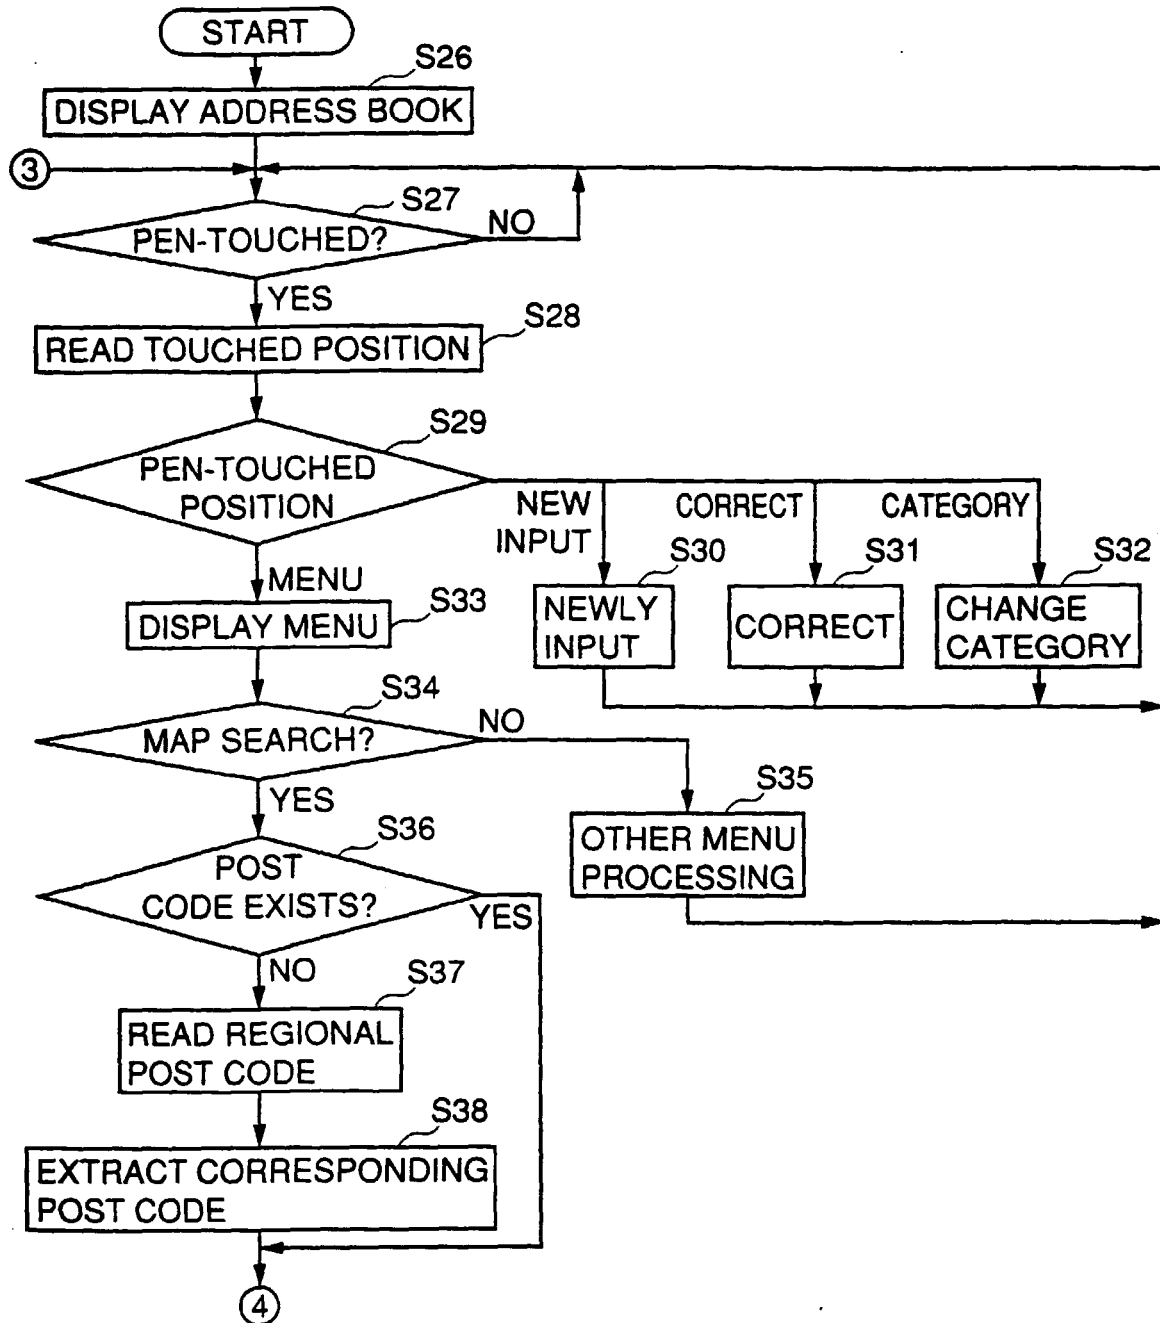 START
S26
DISPLAY ADDRESS BOOK
3
S27
PEN-TOUCHED?
NO
YES
S28
READ TOUCHED POSITION
S29
PEN-TOUCHED
POSITION
NEW
INPUT
CORRECT
CATEGORY
S30
NEWLY
INPUT
S31
CORRECT
S32
CHANGE
CATEGORY
MENU
S33
DISPLAY MENU
S34
MAP SEARCH?
NO
YES
S35
OTHER MENU
PROCESSING
S36
POST
CODE EXISTS?
YES
NO
S37
READ REGIONAL
POST CODE
S38
EXTRACT CORRESPONDING
POST CODE
4